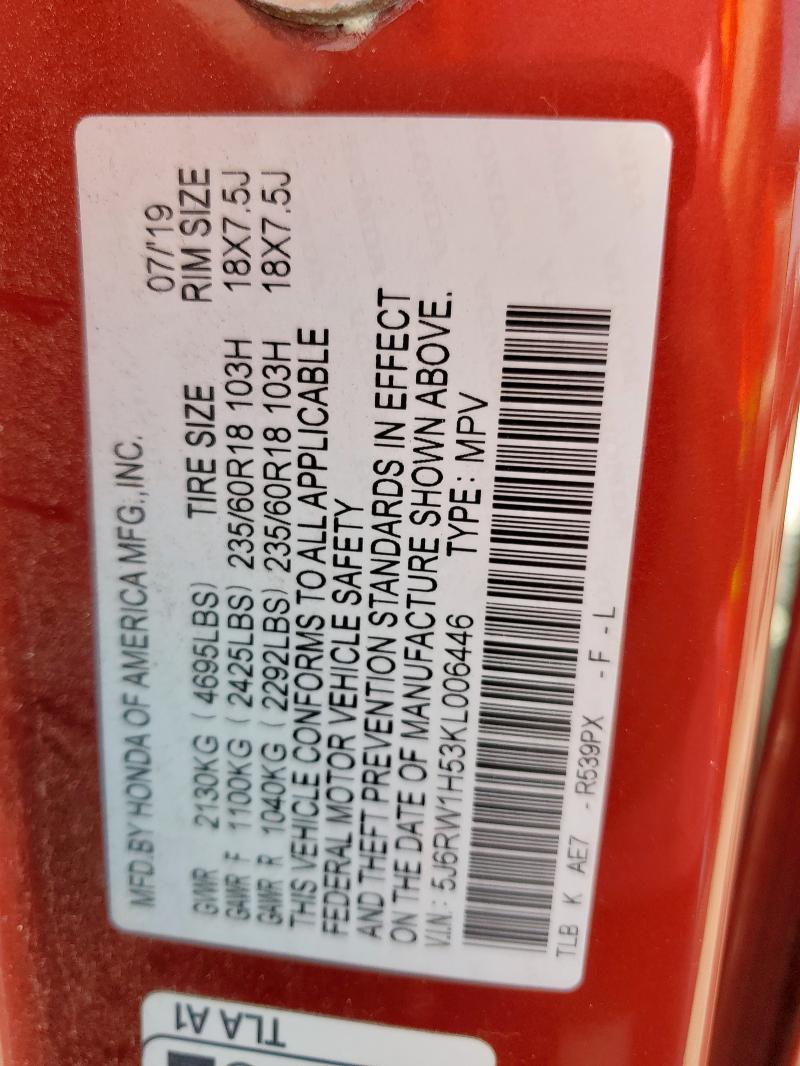 MFD.BY HONDA OF AMERICA MFG.,INC. 07/'19
TIRE SIZE RIM SIZE
GVWR 2130KG ( 4695LBS)
GAWR F 1100KG ( 2425LBS) 235/60R18 103H 18X7.5J
GAWR R 1040KG ( 2292LBS) 235/60R18 103H 18X7.5J
THIS VEHICLE CONFORMS TO ALL APPLICABLE
FEDERAL MOTOR VEHICLE SAFETY
AND THEFT PREVENTION STANDARDS IN EFFECT
ON THE DATE OF MANUFACTURE SHOWN ABOVE.
V.I.N.: 5J6RW1H53KL006446 TYPE: MPV
TLB K AE7 -R539PX -F -L
TLA A1